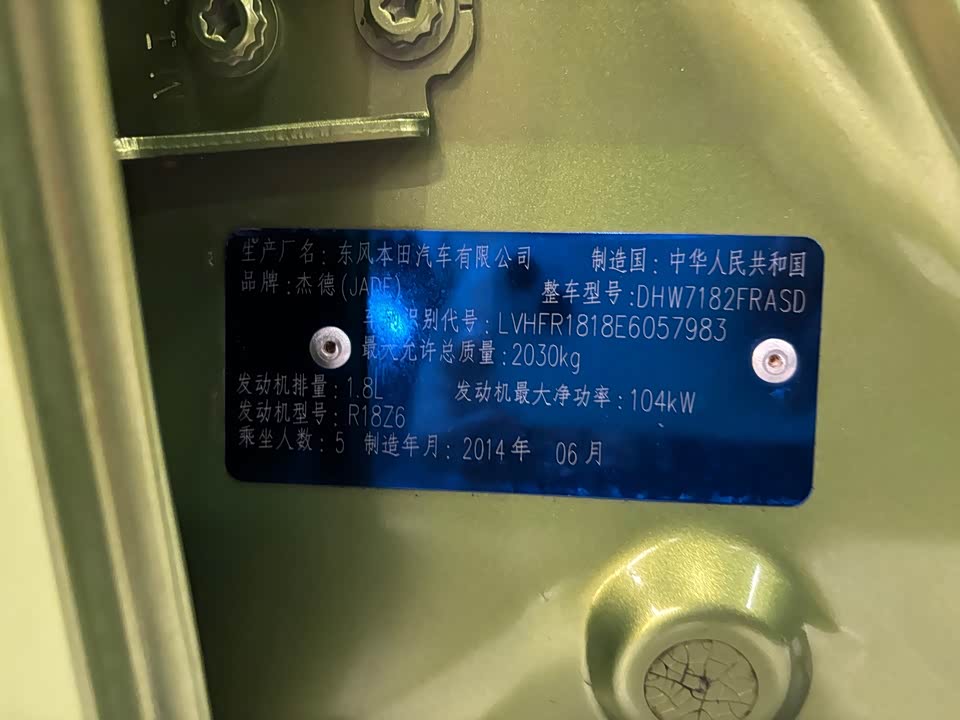 生产厂名：东风本田汽车有限公司 制造国：中华人民共和国
品牌：杰德(JADE) 整车型号：DHW7182FRASD
车辆识别代号：LVHFR1818E6057983
最大允许总质量：2030kg
发动机排量：1.8L 发动机最大净功率：104kW
发动机型号：R18Z6
乘坐人数：5 制造年月：2014年 06月